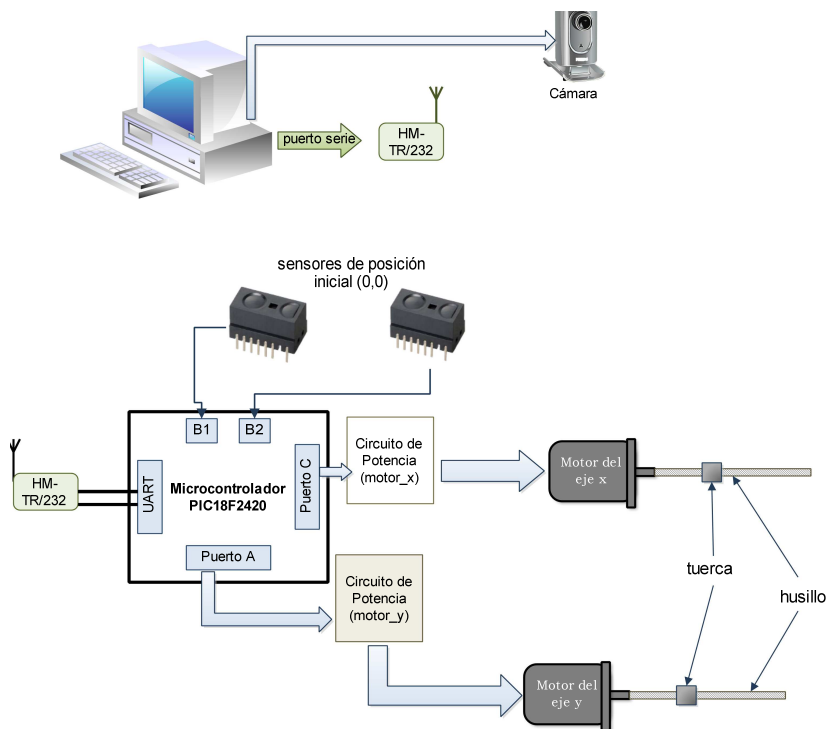 Cámara
puerto serie
HM-
TR/232
sensores de posición
inicial (0,0)
B1
B2
Circuito de
Potencia
(motor_x)
Motor del
eje x
HM-
TR/232
UART
Microcontrolador
PIC18F2420
Puerto C
Puerto A
Circuito de
Potencia
(motor_y)
tuerca
husillo
Motor del
eje y